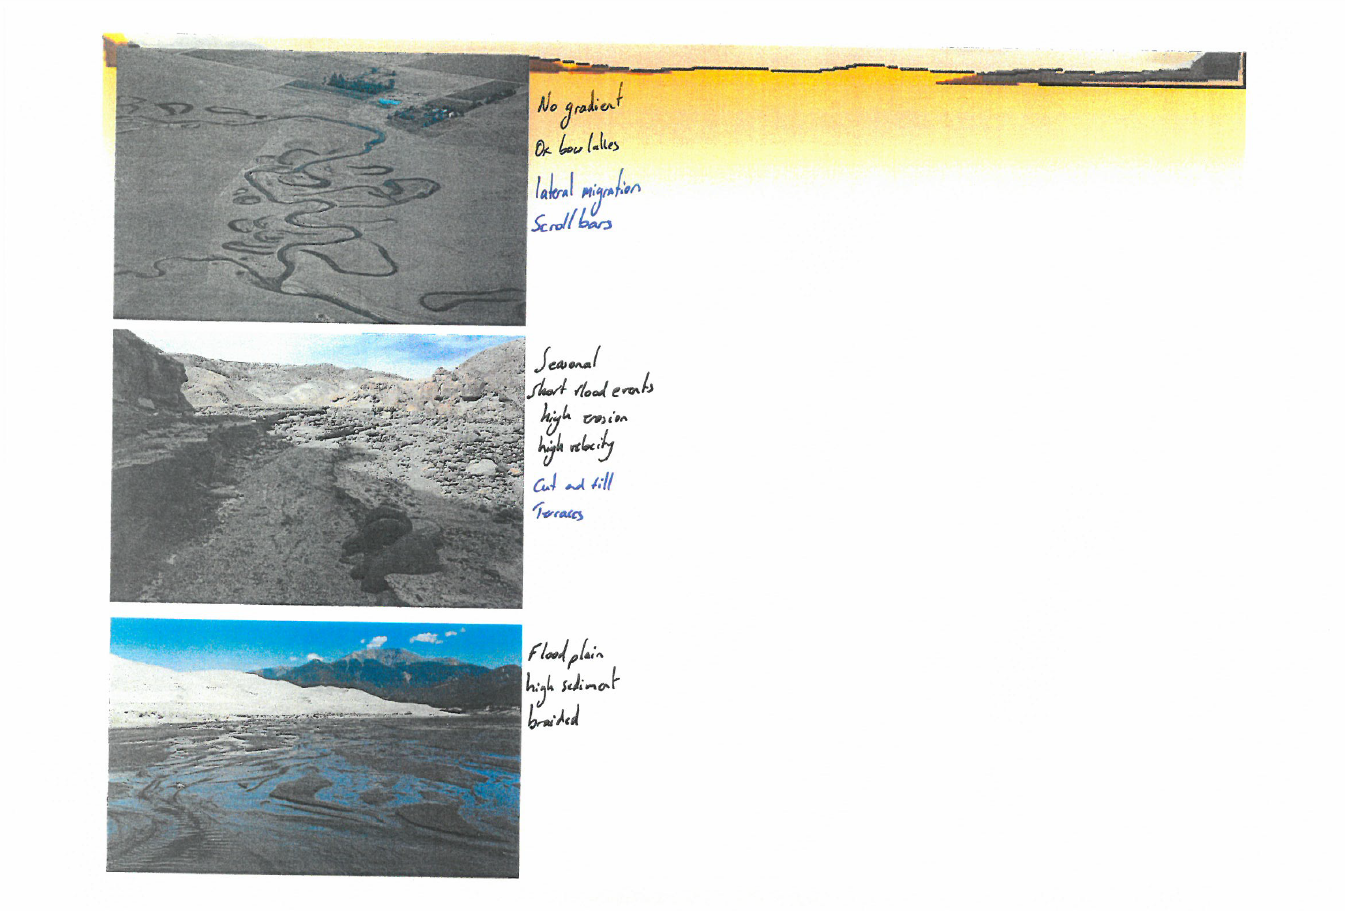 No gradient
Ox bow lakes
lateral migration
Scroll bars
Seasonal
Short flood events
high erosion
high velocity
Cut and fill
Terraces
Flood plain
high sediment
braided